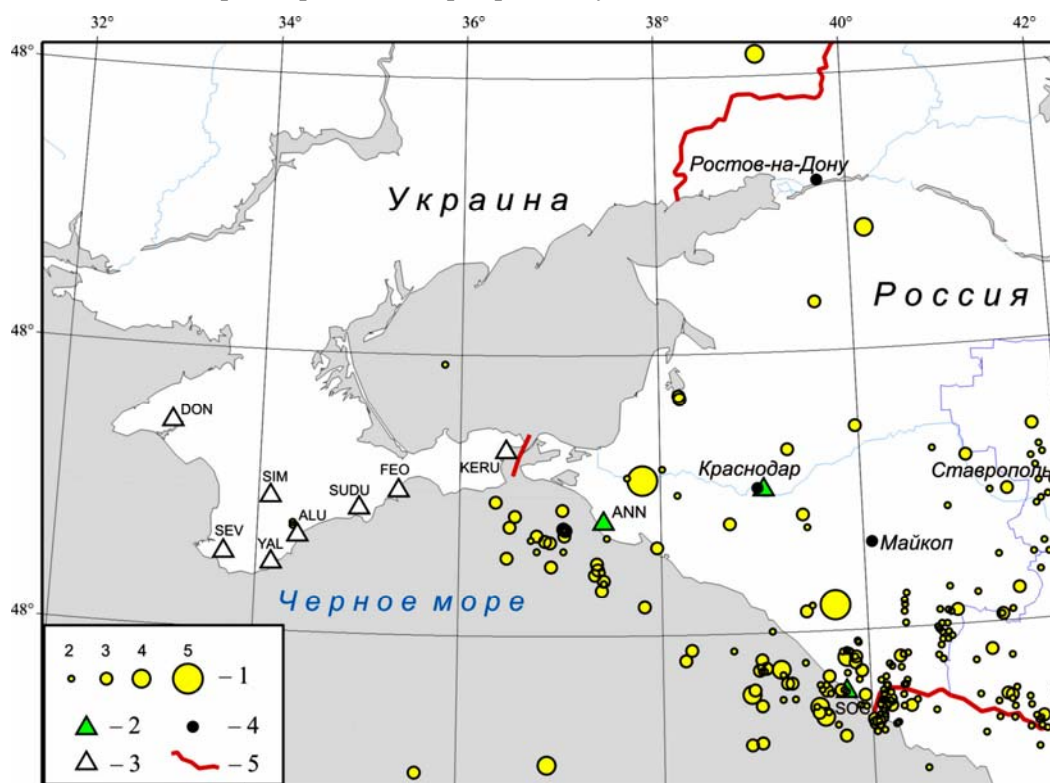 32°
34°
36°
38°
40°
42°
48°
48°
Ростов-на-Дону
Украина
Россия
48°
DON
KERU
FEO
Краснодар
Ставрополь
SIM
SUDU
ANN
ALU
SEV
YAL
Майкоп
Черное море
48°
2 3 4 5
– 1
– 2
– 4
SOC
– 3
– 5